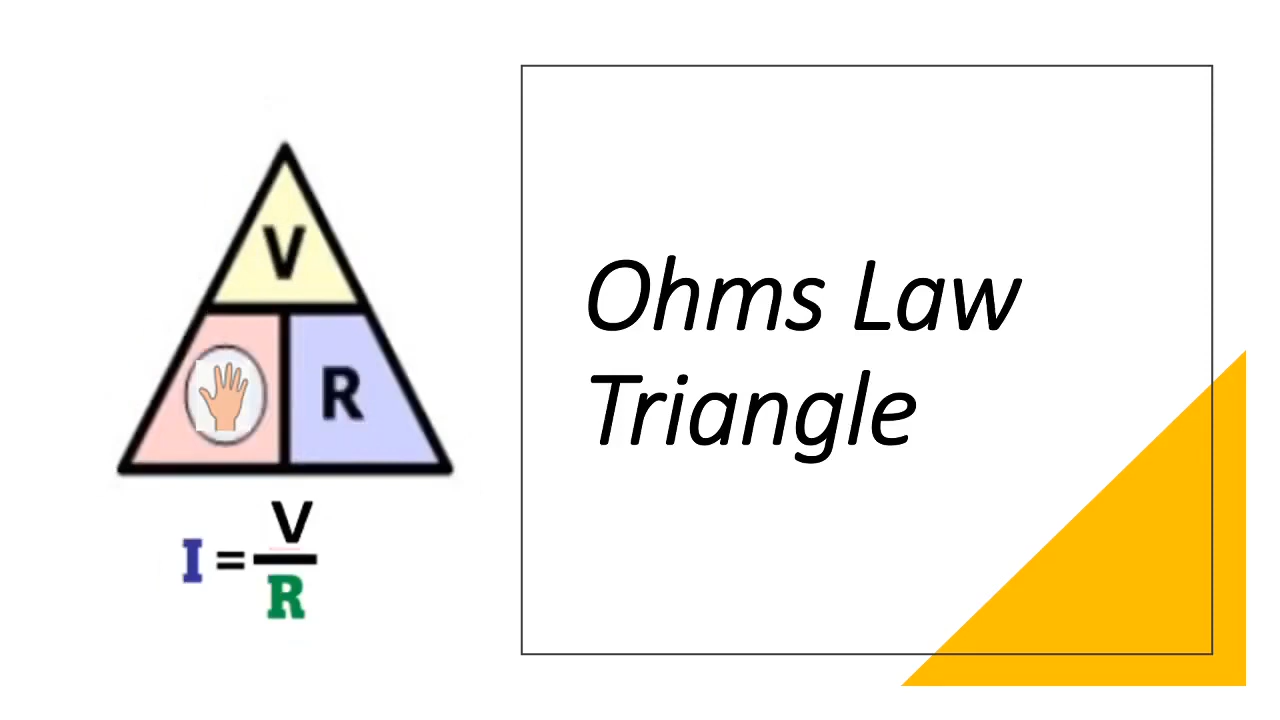 V
R
I = V
R
Ohms Law
Triangle